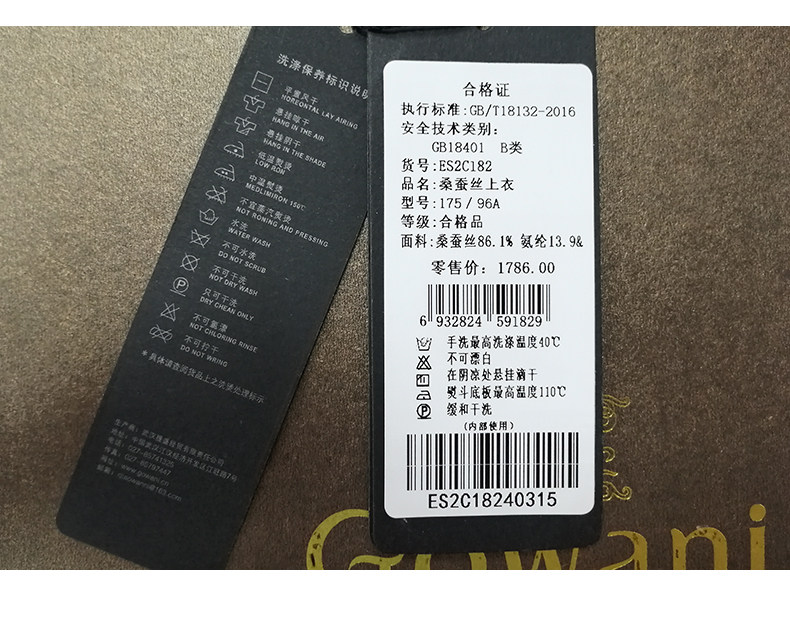 洗涤保养标识说明
平置风干
HOREONTAL LAY AIRING
悬挂晾干
HANG IN THE AIR
悬挂阴干
HANG IN THE SHADE
低温熨烫
LOW RON
中温熨烫
MEDLIMIRON 150℃
不宜蒸汽熨烫
NOT RONING AND PRESSING
水洗
WATER WASH
不可水洗
DO NOT SCRUB
不可干洗
NOT DRY WASH
只可干洗
DRY CHEAN ONLY
不可氯漂
NOT CHLORING RINSE
不可拧干
DO NOT WRING
合格证
执行标准:GB/T18132-2016
安全技术类别:
GB18401 B类
货号:ES2C182
品名:桑蚕丝上衣
型号:175/96A
等级:合格品
面料:桑蚕丝86.1% 氨纶13.9&
零售价: 1786.00
6 932824 591829
手洗最高洗涤温度40℃
不可漂白
在阴凉处悬挂滴干
熨斗底板最高温度110℃
缓和干洗
(内部使用)
ES2C18240315
Gowani